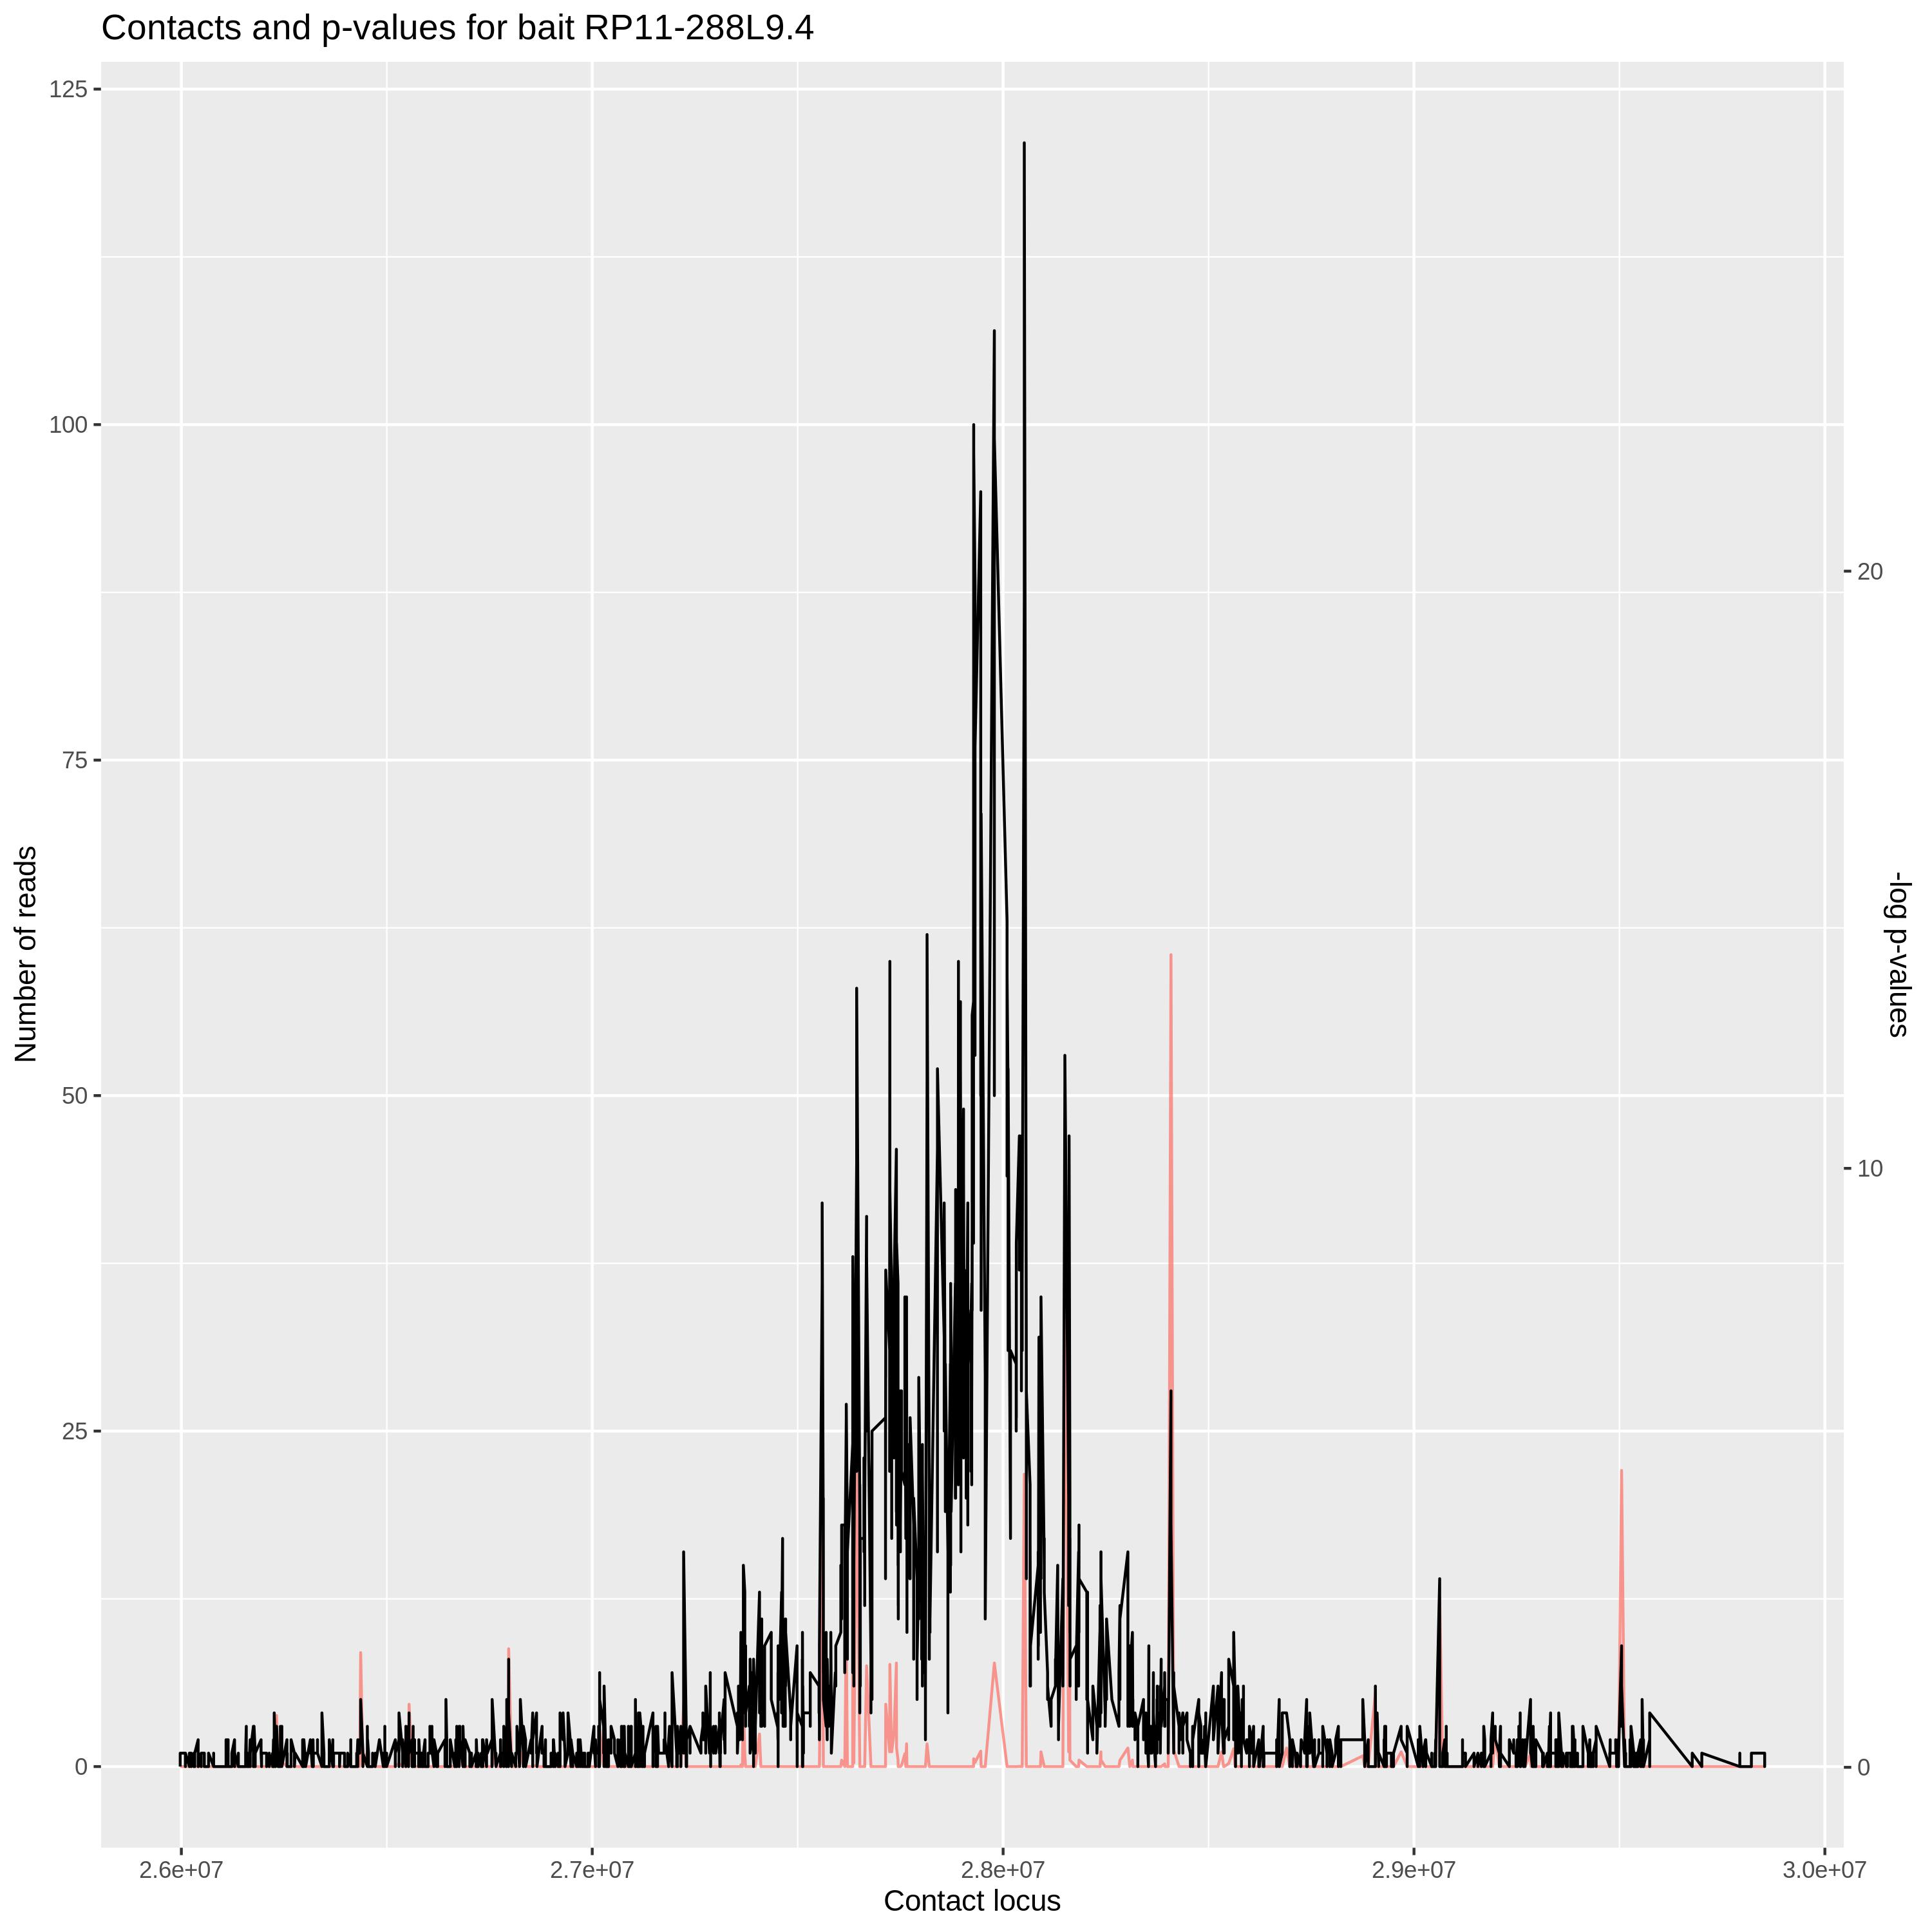 Contacts and p-values for bait RP11-288L9.4
125
100
75
50
25
0
Number of reads
20
10
0
-log p-values
2.6e+07 2.7e+07 2.8e+07 2.9e+07 3.0e+07
Contact locus